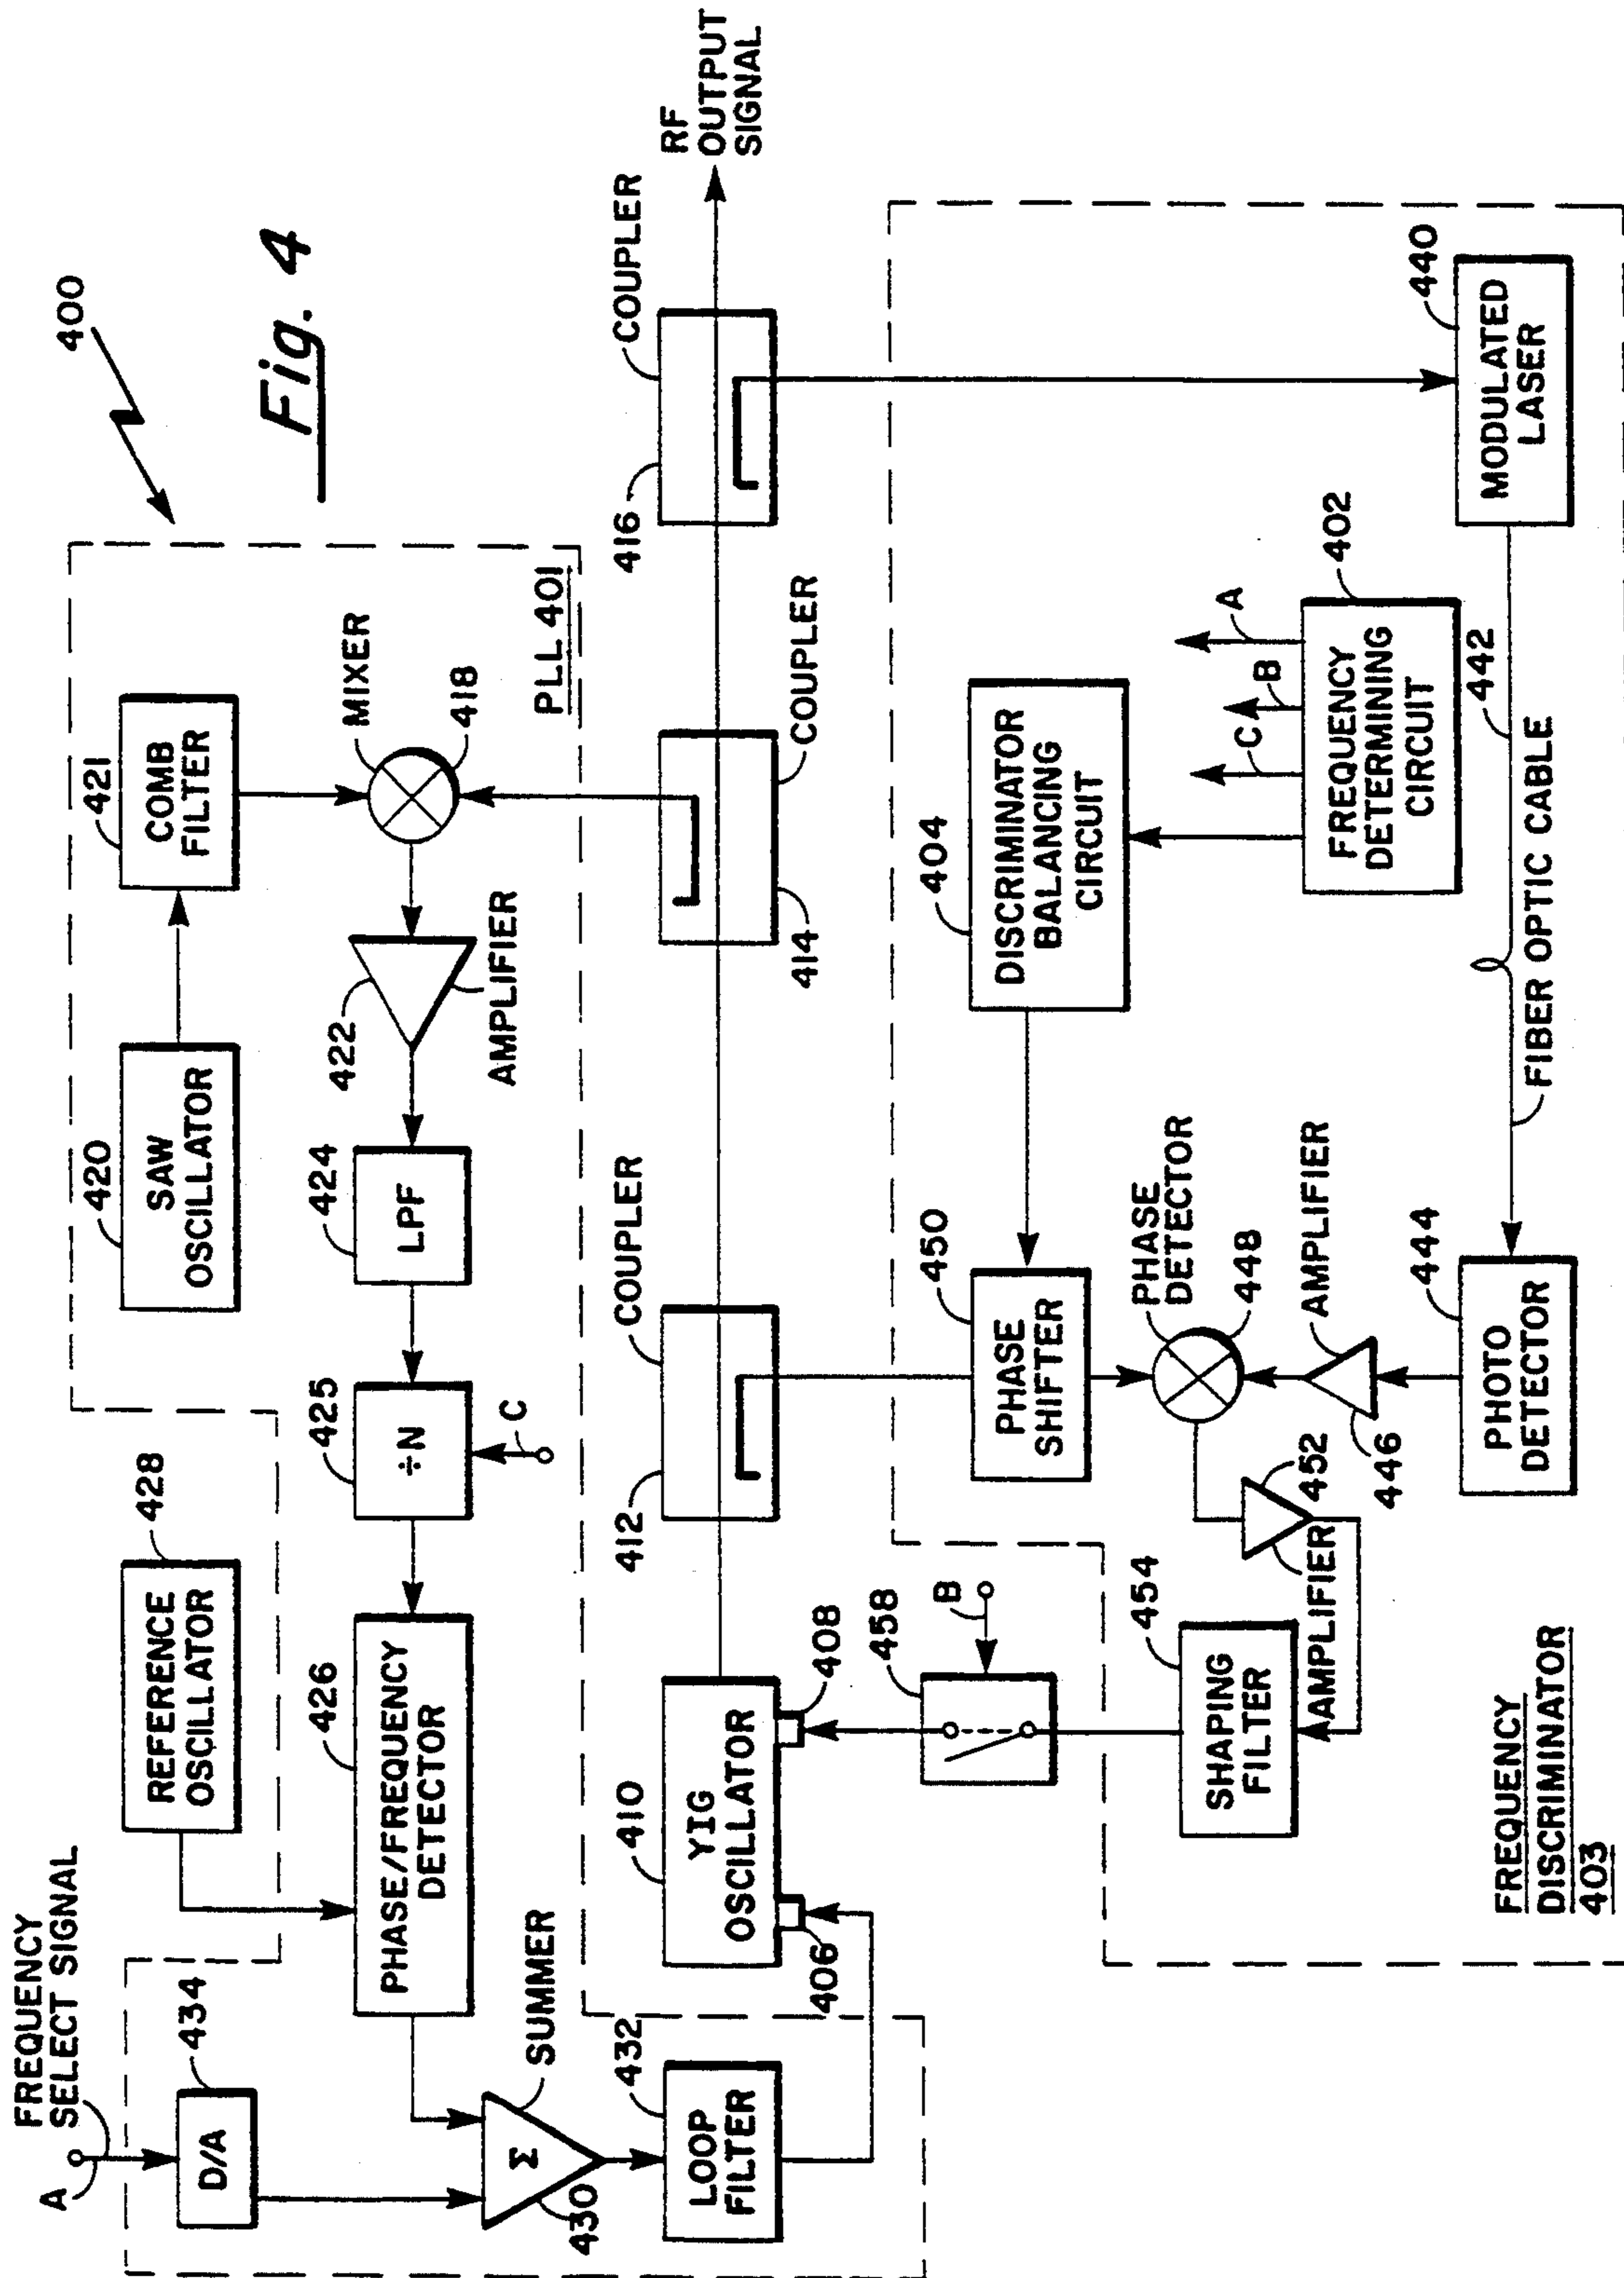 Fig. 4
400
FREQUENCY
SELECT SIGNAL
A
434
D/A
REFERENCE
OSCILLATOR
428
420
SAW
OSCILLATOR
421
COMB
FILTER
MIXER
418
PLL 401
422
AMPLIFIER
424
LPF
425
÷N
C
426
PHASE/FREQUENCY
DETECTOR
SUMMER
Σ
430
432
LOOP
FILTER
406
410
YIG
OSCILLATOR
408
412
COUPLER
414
COUPLER
416
COUPLER
RF
OUTPUT
SIGNAL
458
B
450
PHASE
SHIFTER
404
DISCRIMINATOR
BALANCING
CIRCUIT
C
B
A
402
FREQUENCY
DETERMINING
CIRCUIT
440
MODULATED
LASER
442
FIBER OPTIC CABLE
444
PHOTO
DETECTOR
446
AMPLIFIER
PHASE
DETECTOR
448
452
AMPLIFIER
454
SHAPING
FILTER
FREQUENCY
DISCRIMINATOR
403